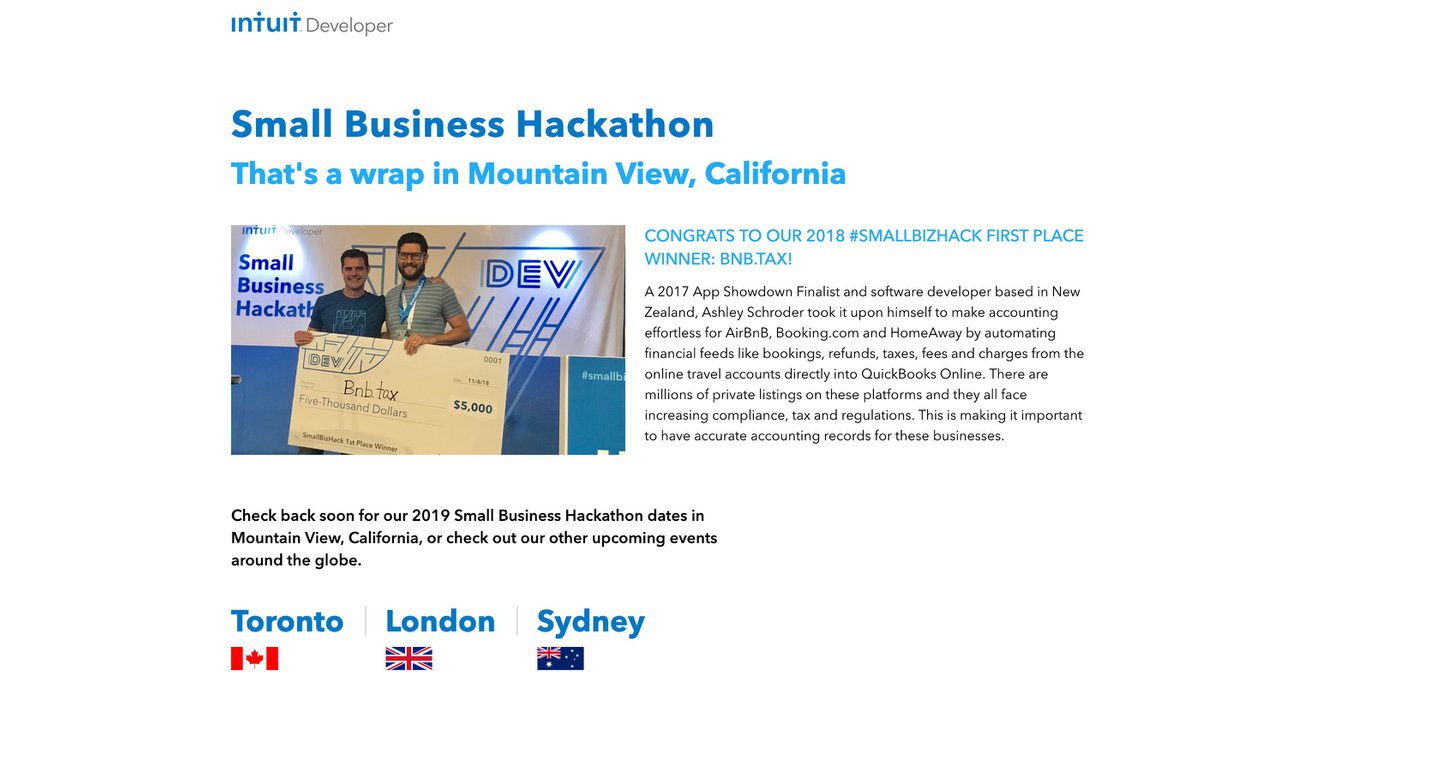 intuit Developer
Small Business Hackathon
That's a wrap in Mountain View, California
intuit Developer
Small
Business
Hackath
DEV
DEV
0001
Date 11/4/18
Bnb.tax
Five-Thousand Dollars
$5,000
SmallBizHack 1st Place Winner
#smallbi
CONGRATS TO OUR 2018 #SMALLBIZHACK FIRST PLACE
WINNER: BNB.TAX!
A 2017 App Showdown Finalist and software developer based in New
Zealand, Ashley Schroder took it upon himself to make accounting
effortless for AirBnB, Booking.com and HomeAway by automating
financial feeds like bookings, refunds, taxes, fees and charges from the
online travel accounts directly into QuickBooks Online. There are
millions of private listings on these platforms and they all face
increasing compliance, tax and regulations. This is making it important
to have accurate accounting records for these businesses.
Check back soon for our 2019 Small Business Hackathon dates in
Mountain View, California, or check out our other upcoming events
around the globe.
Toronto London Sydney